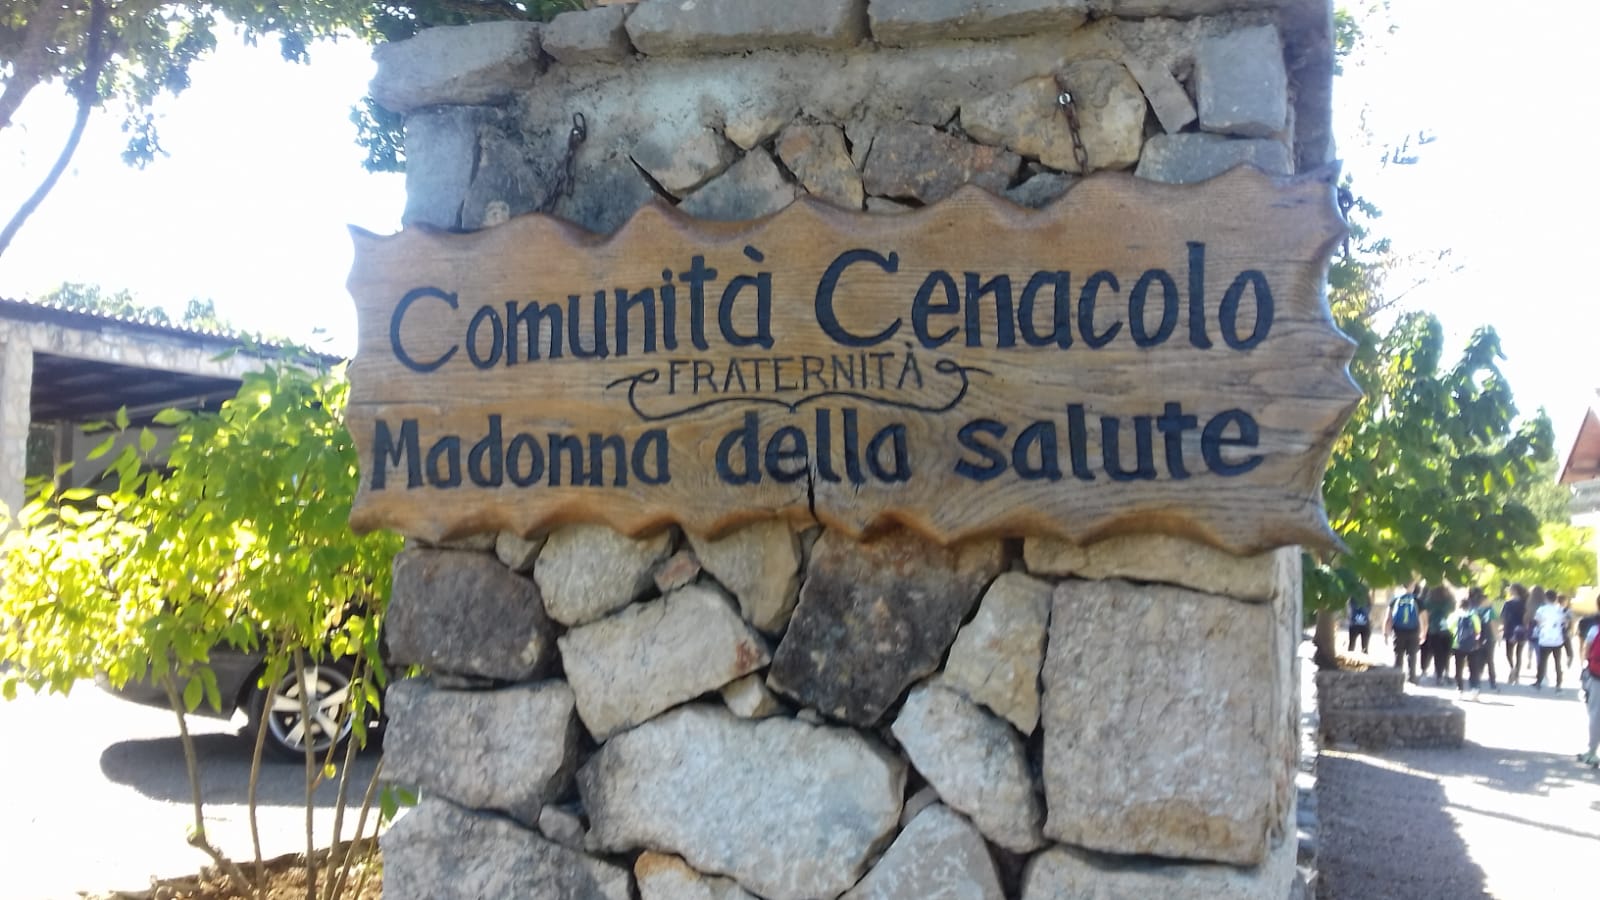 Comunità Cenacolo
FRATERNITÀ
Madonna della salute